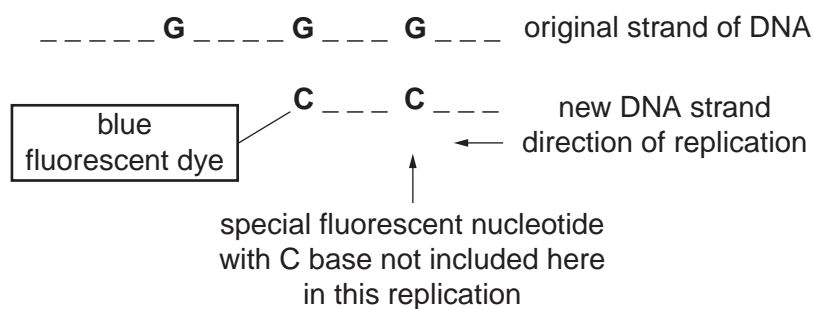 _ _ _ _ _ G _ _ _ _ G _ _ _ G _ _ _ original strand of DNA
C _ _ _ C _ _ _ new DNA strand
direction of replication
blue
fluorescent dye
special fluorescent nucleotide
with C base not included here
in this replication